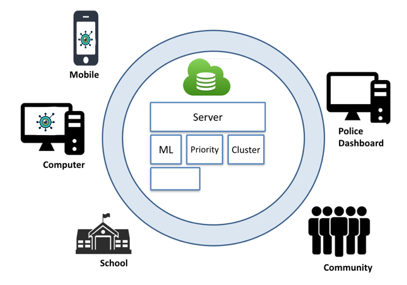 Mobile
Server
Police
Dashboard
ML
Priority
Cluster
Computer
School
Community